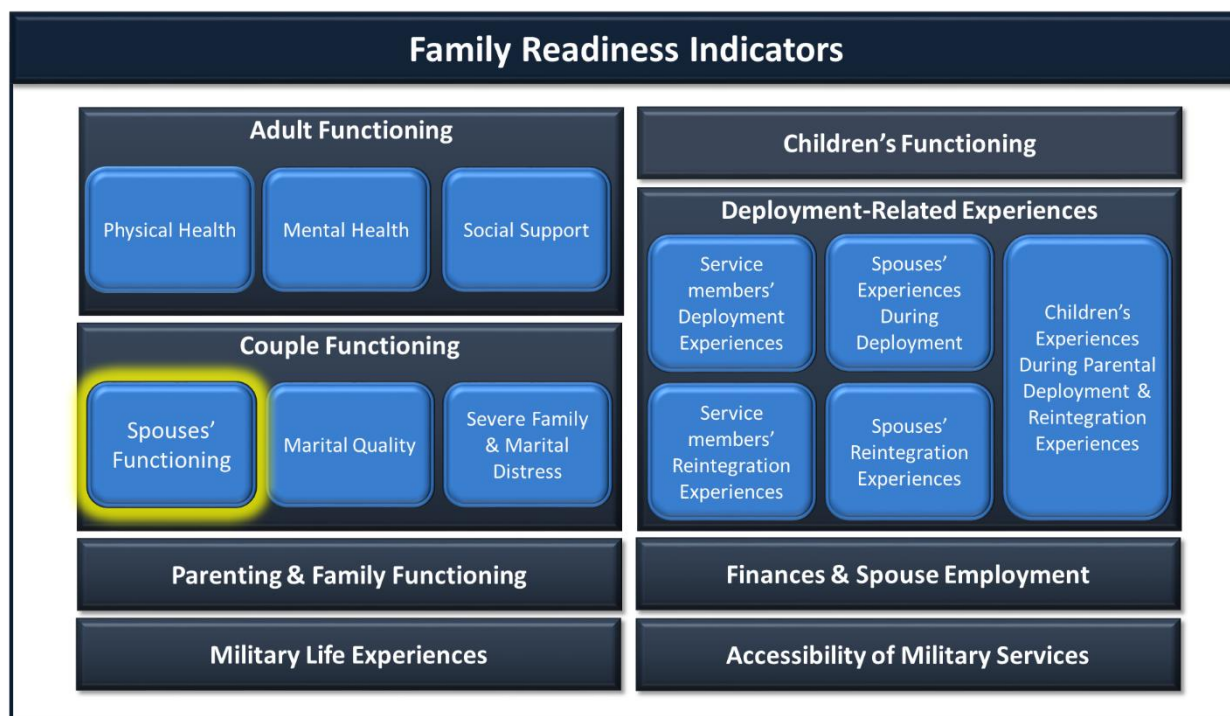 Family Readiness Indicators
Adult Functioning
Physical Health
Mental Health
Social Support
Couple Functioning
Spouses’
Functioning
Marital Quality
Severe Family
& Marital
Distress
Parenting & Family Functioning
Military Life Experiences
Children’s Functioning
Deployment-Related Experiences
Service
members’
Deployment
Experiences
Spouses’
Experiences
During
Deployment
Service
members’
Reintegration
Experiences
Spouses’
Reintegration
Experiences
Children’s
Experiences
During Parental
Deployment &
Reintegration
Experiences
Finances & Spouse Employment
Accessibility of Military Services